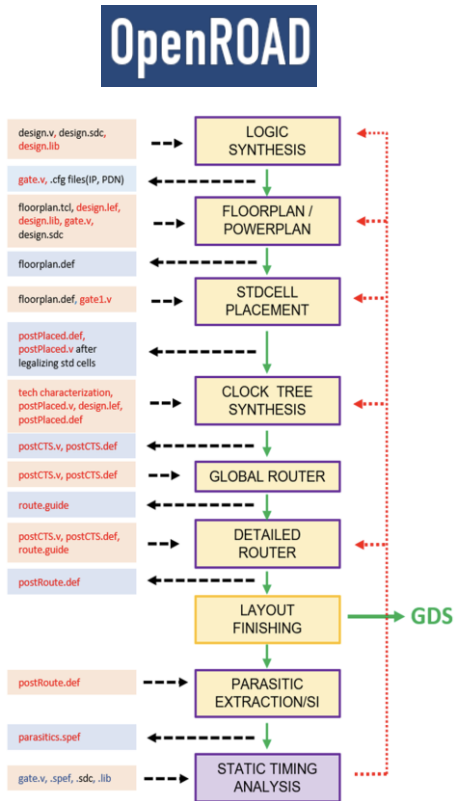 OpenROAD
design.v, design.sdc,
design.lib
LOGIC
SYNTHESIS
gate.v, .cfg files(IP, PDN)
floorplan.tcl, design.lef,
design.lib, gate.v,
design.sdc
FLOORPLAN /
POWERPLAN
floorplan.def
floorplan.def, gate1.v
STDCELL
PLACEMENT
postPlaced.def,
postPlaced.v after
legalizing std cells
tech characterization,
postPlaced.v, design.lef,
postPlaced.def
CLOCK TREE
SYNTHESIS
postCTS.v, postCTS.def
postCTS.v, postCTS.def
GLOBAL ROUTER
route.guide
postCTS.v, postCTS.def,
route.guide
DETAILED
ROUTER
postRoute.def
LAYOUT
FINISHING
GDS
postRoute.def
PARASITIC
EXTRACTION/SI
parasitics.spef
gate.v, .spef, .sdc, .lib
STATIC TIMING
ANALYSIS